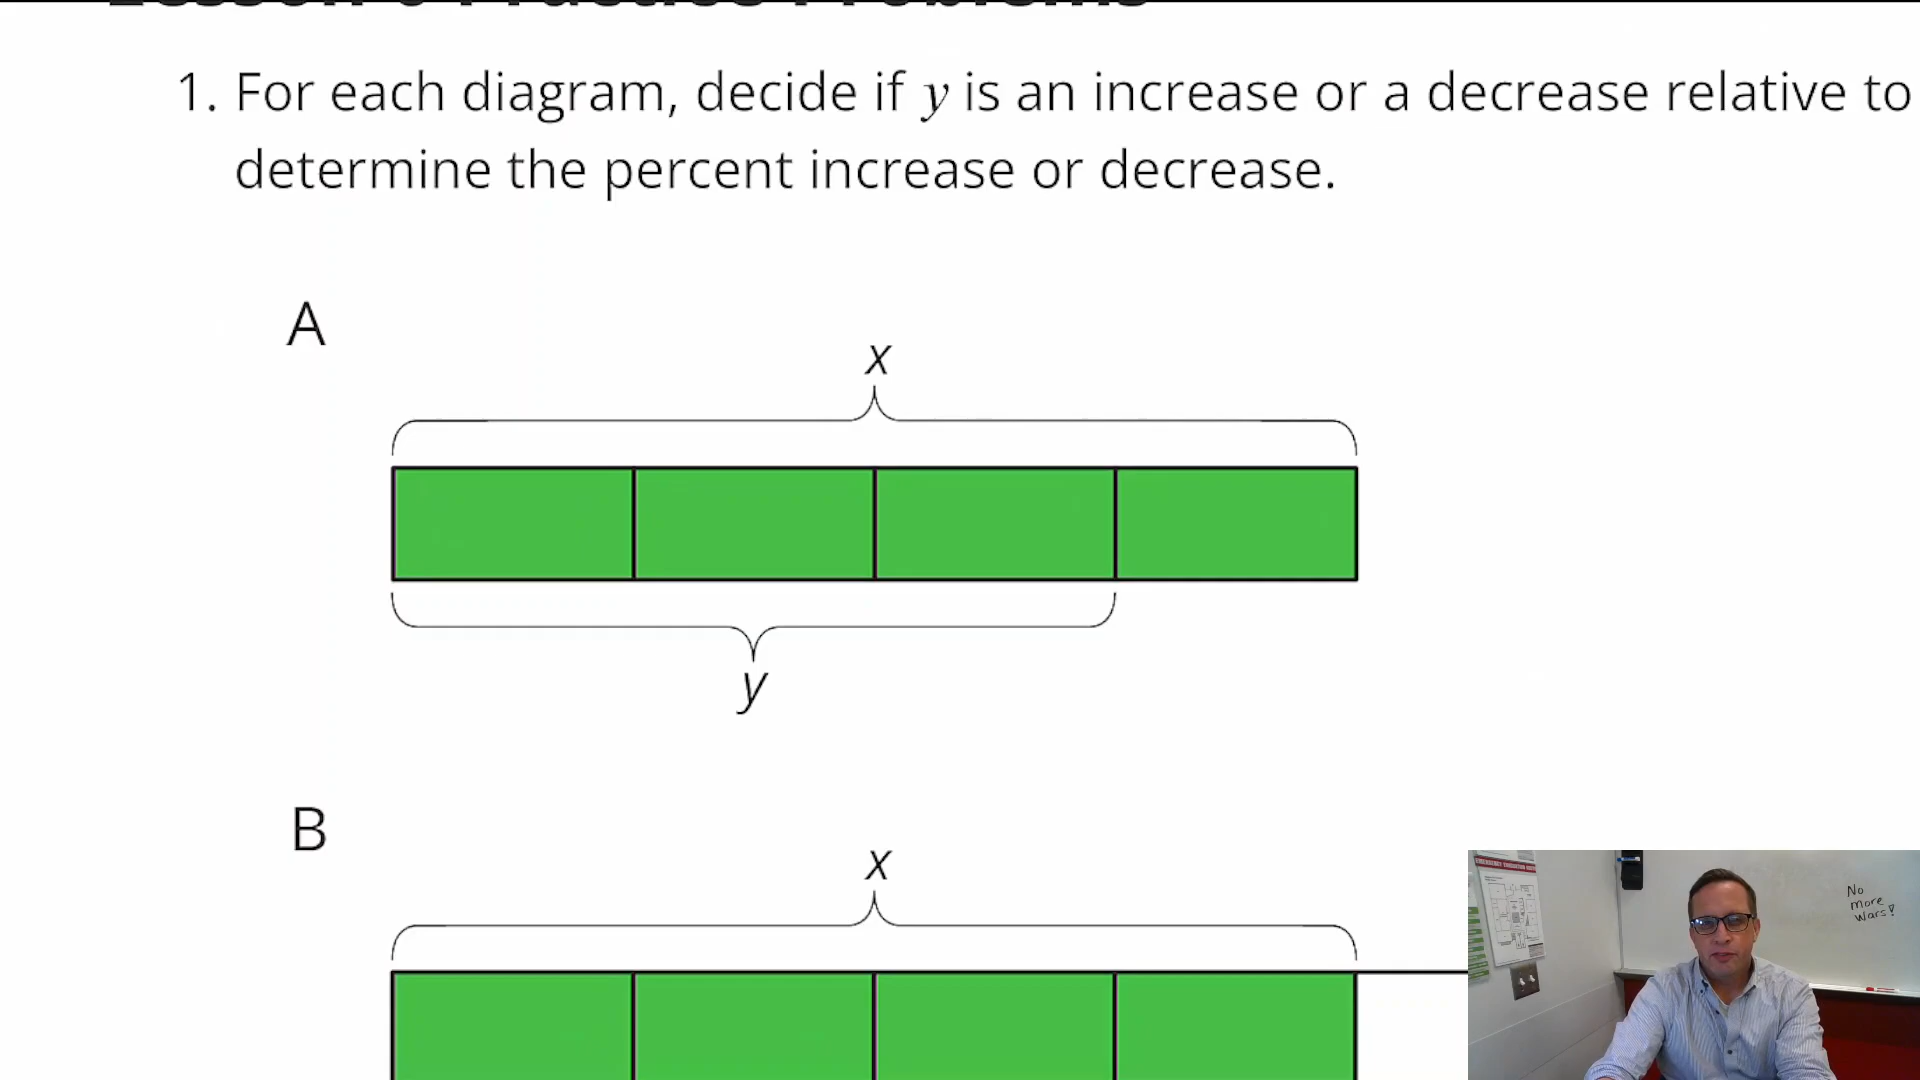 1. For each diagram, decide if y is an increase or a decrease relative to
determine the percent increase or decrease.
A
x
y
B
x
No
more
wars!